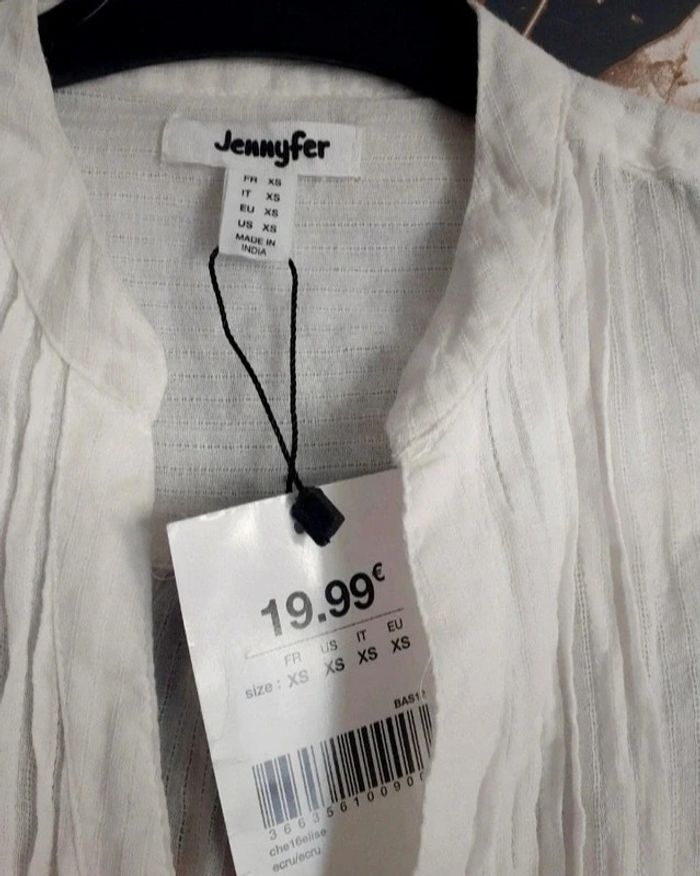 Jennyfer
FR XS
IT XS
EU XS
US XS
MADE IN
INDIA
19.99€
FR US IT EU
size : XS XS XS XS
3663561009
che16elise
ecru/ecru